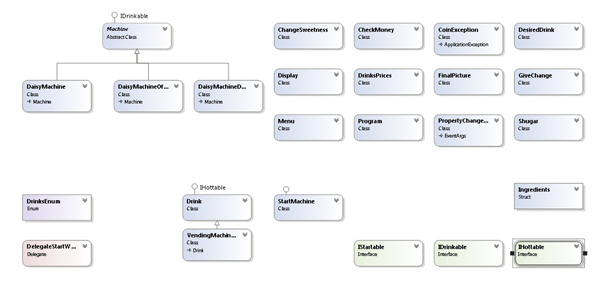 IDrinkable
Machine
Abstract Class
DaisyMachine
Class
Machine
DaisyMachineOf...
Class
Machine
DaisyMachineD...
Class
Machine
ChangeSweetness
Class
CheckMoney
Class
CoinException
Class
ApplicationException
DesiredDrink
Class
Display
Class
DrinksPrices
Class
FinalPicture
Class
GiveChange
Class
Menu
Class
Program
Class
PropertyChange...
Class
EventArgs
Shugar
Class
DrinksEnum
Enum
IHottable
Drink
Class
StartMachine
Class
Ingredients
Struct
DelegateStartW...
Delegate
VendingMachin...
Class
Drink
IStartable
Interface
IDrinkable
Interface
IHottable
Interface